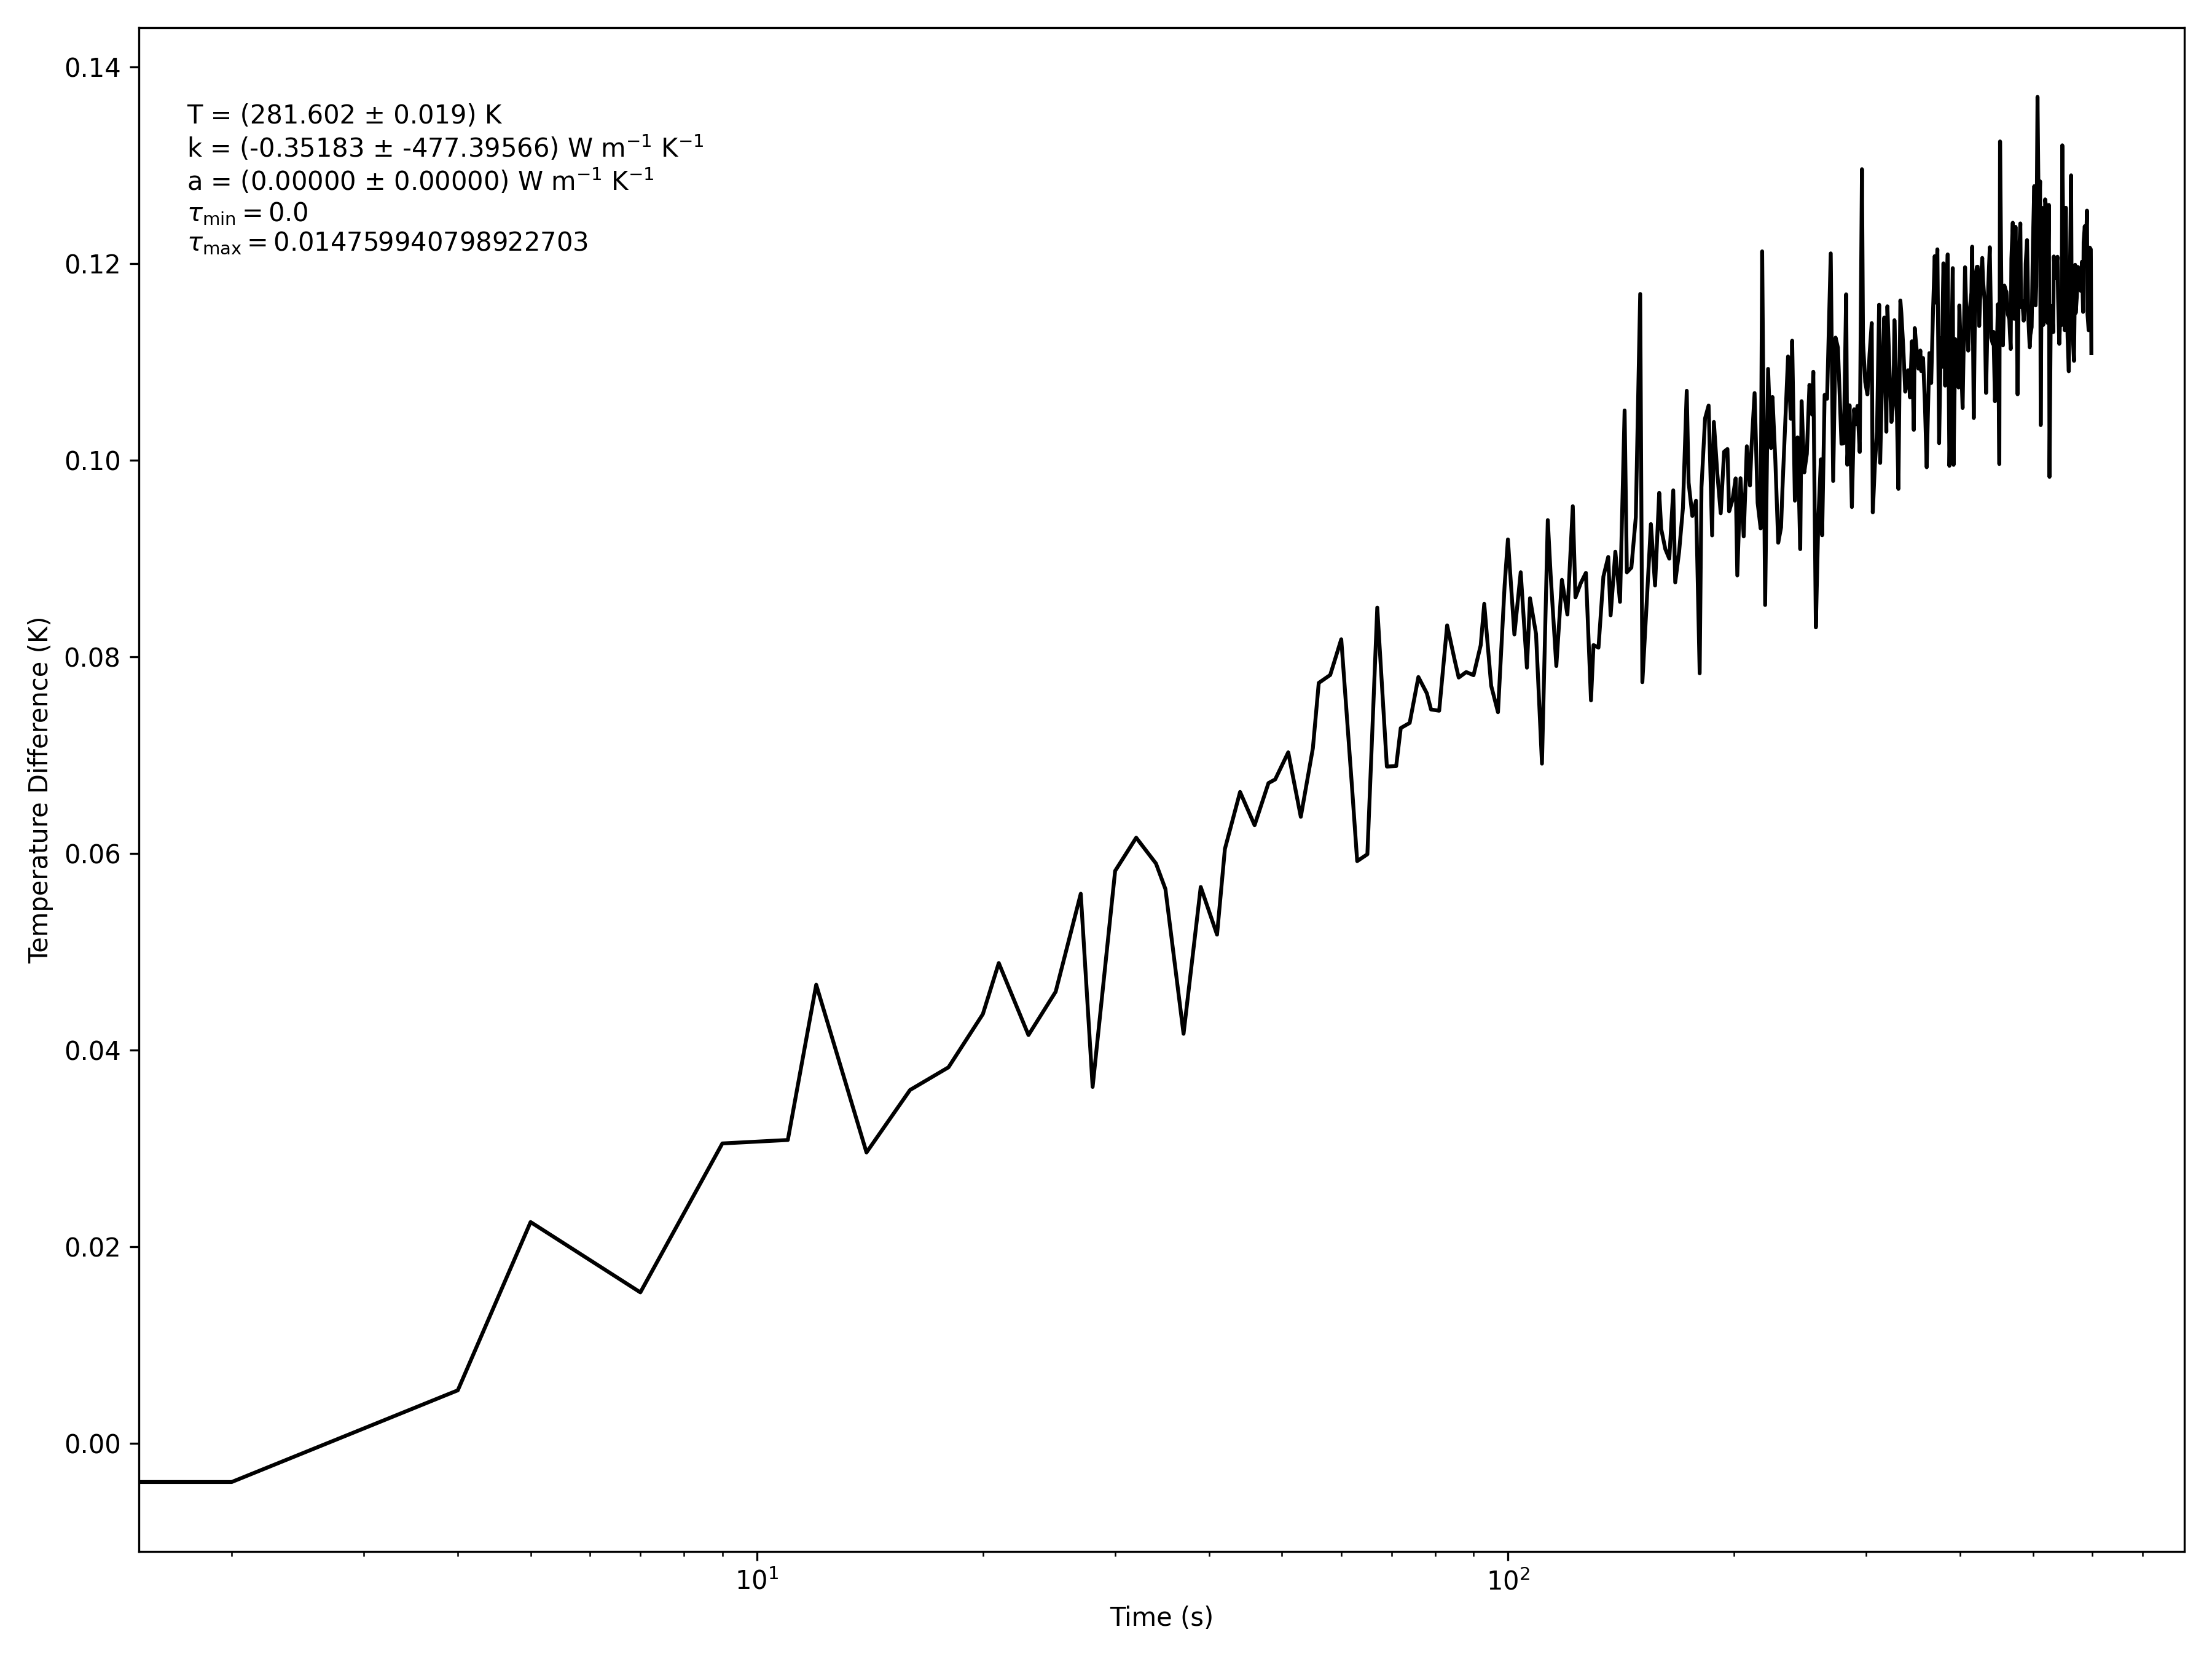 T = (281.602 ± 0.019) K
k = (-0.35183 ± -477.39566) W m⁻¹ K⁻¹
a = (0.00000 ± 0.00000) W m⁻¹ K⁻¹
τmin = 0.0
τmax = 0.014759940798922703
0.14
0.12
0.10
0.08
0.06
0.04
0.02
0.00
Temperature Difference (K)
10¹
10²
Time (s)